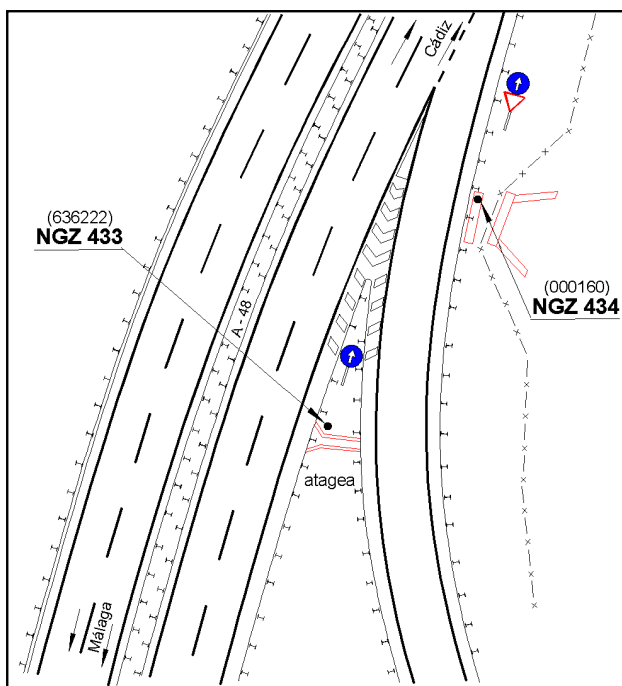 Cádiz
(636222)
NGZ 433
A - 48
(000160)
NGZ 434
atagea
Málaga